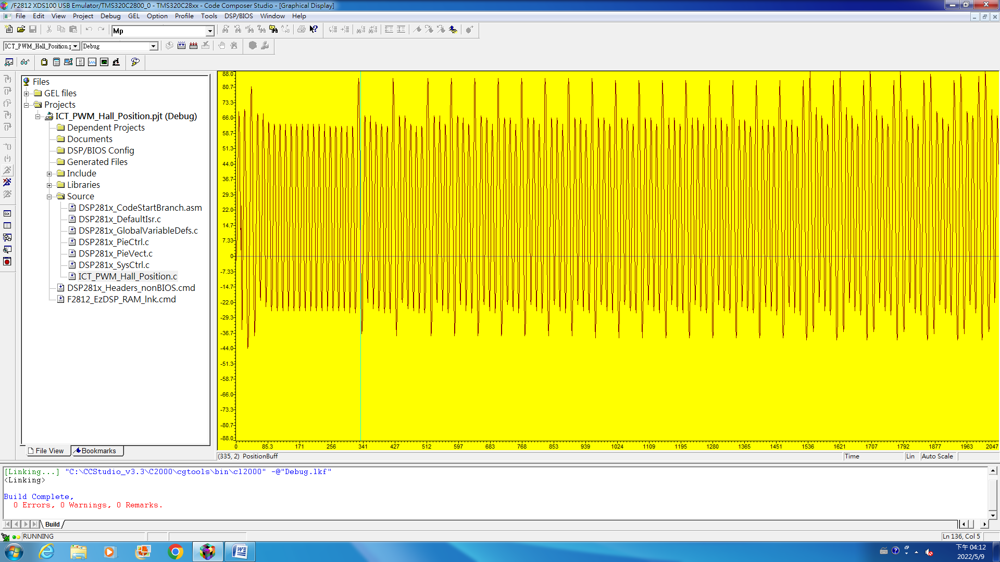 /F2812 XDS100 USB Emulator/TMS320C2800_0 - TMS320C28xx - Code Composer Studio - [Graphical Display]
File Edit View Project Debug GEL Option Profile Tools DSP/BIOS Window Help
Mp
ICT_PWM_Hall_Position.p Debug
Files
GEL files
Projects
ICT_PWM_Hall_Position.pjt (Debug)
Dependent Projects
Documents
DSP/BIOS Config
Generated Files
Include
Libraries
Source
DSP281x_CodeStartBranch.asm
DSP281x_DefaultIsr.c
DSP281x_GlobalVariableDefs.c
DSP281x_PieCtrl.c
DSP281x_PieVect.c
DSP281x_SysCtrl.c
ICT_PWM_Hall_Position.c
DSP281x_Headers_nonBIOS.cmd
F2812_EzDSP_RAM_lnk.cmd
File View Bookmarks
88.0
80.7
73.3
66.0
58.7
51.3
44.0
36.7
29.3
22.0
14.7
7.33
0
-7.33
-14.7
-22.0
-29.3
-36.7
-44.0
-51.3
-58.7
-66.0
-73.3
-80.7
-88.0
0 85.3 171 256 341 427 512 597 683 768 853 939 1024 1109 1195 1280 1365 1451 1536 1621 1707 1792 1877 1963 2047
(335, 2) PositionBuff Time Lin Auto Scale
[Linking...] "C:\CCStudio_v3.3\C2000\cgtools\bin\cl2000" -@"Debug.lkf"
<Linking>
Build Complete,
0 Errors, 0 Warnings, 0 Remarks.
Build
RUNNING Ln 136, Col 5
下午 04:12
2022/5/9